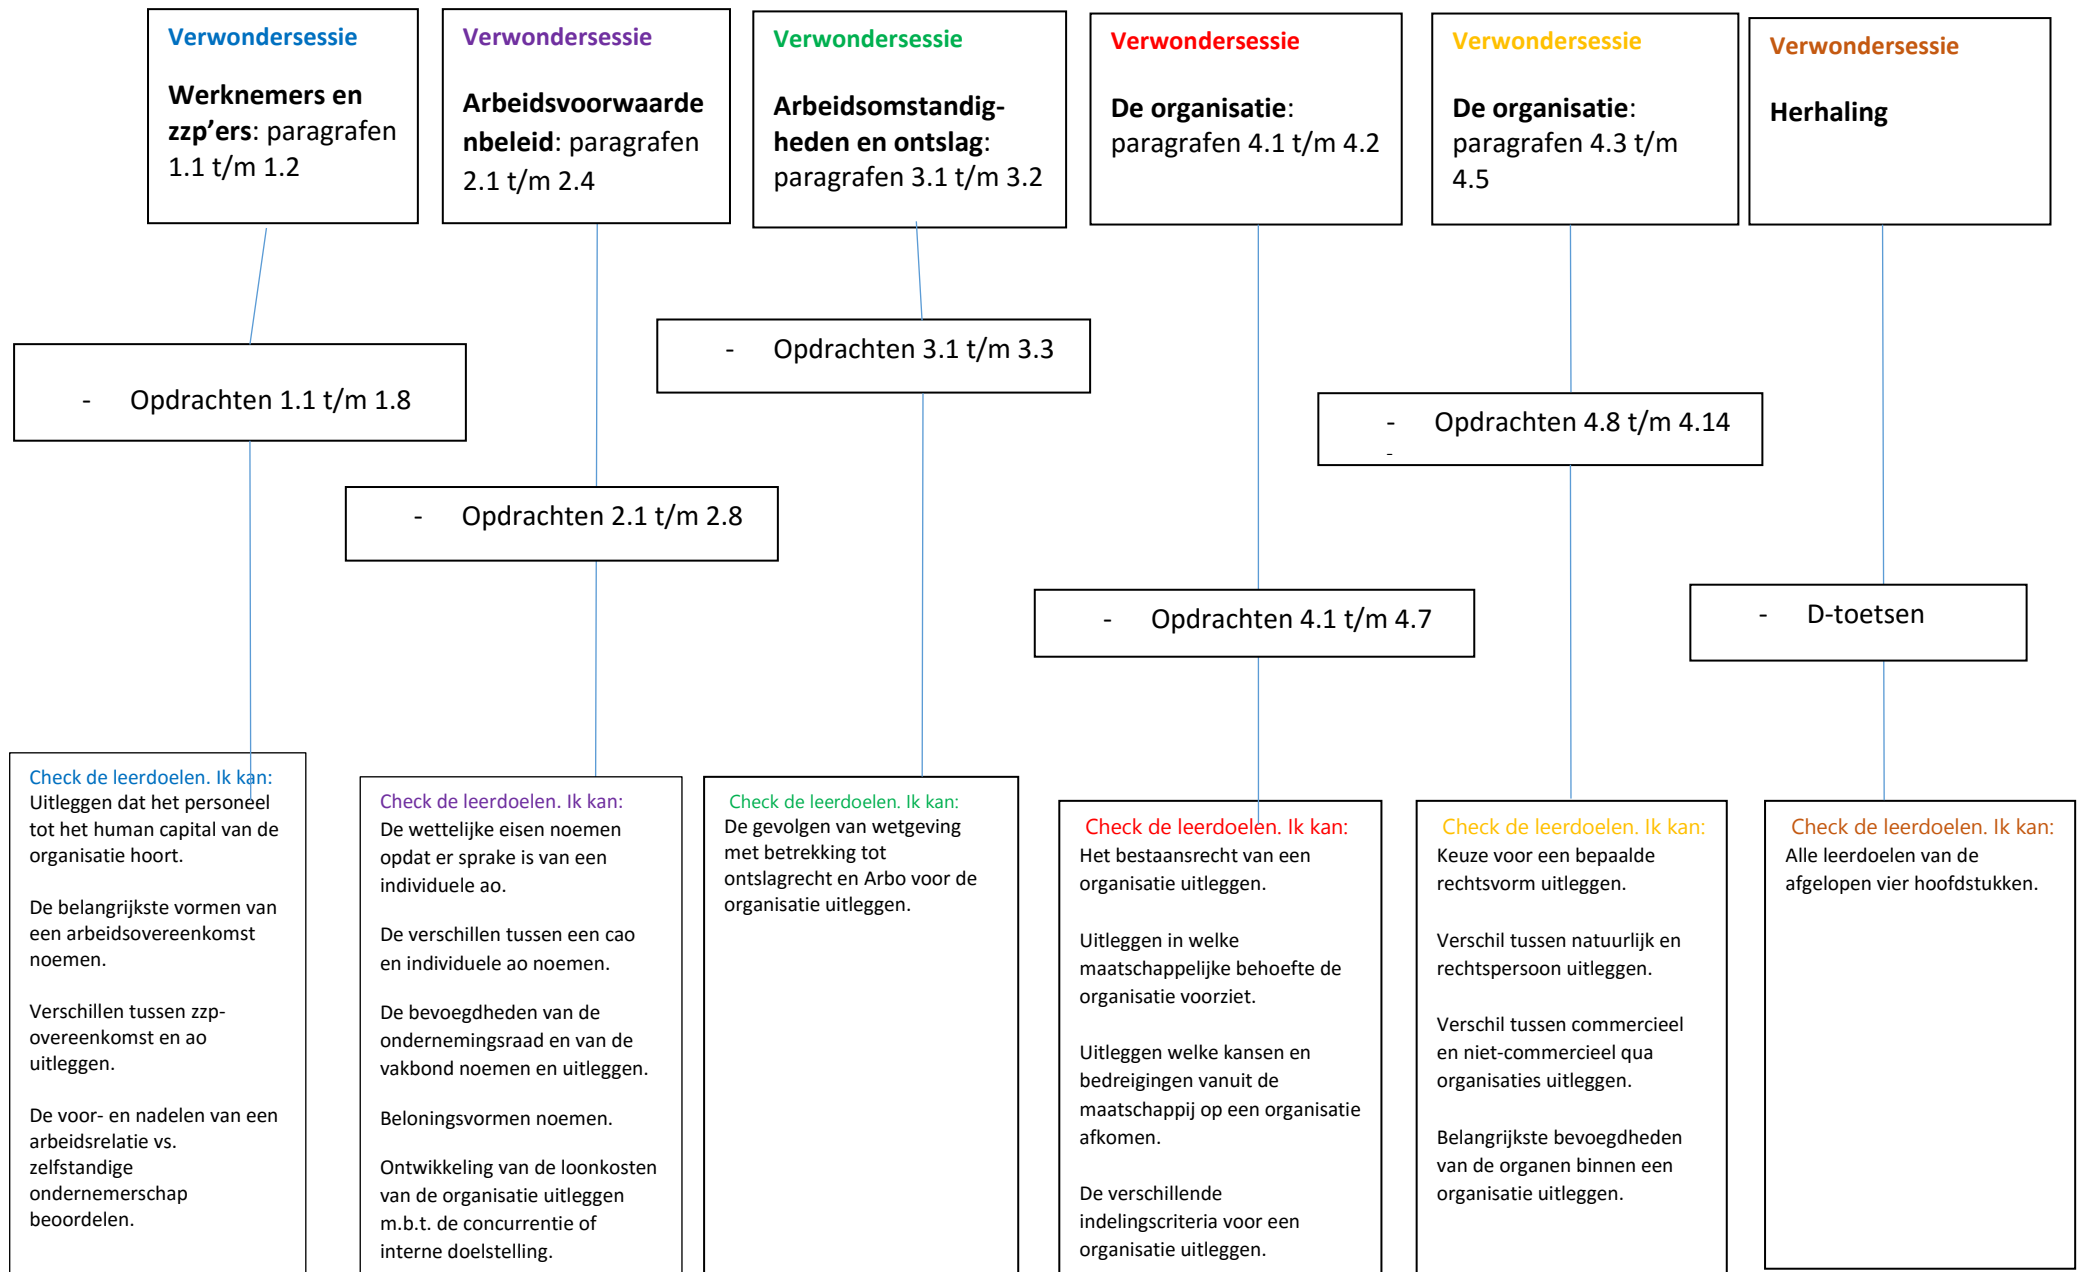 Verwondersessie
Werknemers en
zzp’ers: paragrafen
1.1 t/m 1.2
Verwondersessie
Arbeidsvoorwaarde
nbeleid: paragrafen
2.1 t/m 2.4
Verwondersessie
Arbeidsomstandig-
heden en ontslag:
paragrafen 3.1 t/m 3.2
Verwondersessie
De organisatie:
paragrafen 4.1 t/m 4.2
Verwondersessie
De organisatie:
paragrafen 4.3 t/m
4.5
Verwondersessie
Herhaling
- Opdrachten 1.1 t/m 1.8
- Opdrachten 2.1 t/m 2.8
- Opdrachten 3.1 t/m 3.3
- Opdrachten 4.1 t/m 4.7
- Opdrachten 4.8 t/m 4.14
-
- D-toetsen
Check de leerdoelen. Ik kan:
Uitleggen dat het personeel
tot het human capital van de
organisatie hoort.
De belangrijkste vormen van
een arbeidsovereenkomst
noemen.
Verschillen tussen zzp-
overeenkomst en ao
uitleggen.
De voor- en nadelen van een
arbeidsrelatie vs.
zelfstandige
ondernemerschap
beoordelen.
Check de leerdoelen. Ik kan:
De wettelijke eisen noemen
opdat er sprake is van een
individuele ao.
De verschillen tussen een cao
en individuele ao noemen.
De bevoegdheden van de
ondernemingsraad en van de
vakbond noemen en uitleggen.
Beloningsvormen noemen.
Ontwikkeling van de loonkosten
van de organisatie uitleggen
m.b.t. de concurrentie of
interne doelstelling.
Check de leerdoelen. Ik kan:
De gevolgen van wetgeving
met betrekking tot
ontslagrecht en Arbo voor de
organisatie uitleggen.
Check de leerdoelen. Ik kan:
Het bestaansrecht van een
organisatie uitleggen.
Uitleggen in welke
maatschappelijke behoefte de
organisatie voorziet.
Uitleggen welke kansen en
bedreigingen vanuit de
maatschappij op een organisatie
afkomen.
De verschillende
indelingscriteria voor een
organisatie uitleggen.
Check de leerdoelen. Ik kan:
Keuze voor een bepaalde
rechtsvorm uitleggen.
Verschil tussen natuurlijk en
rechtspersoon uitleggen.
Verschil tussen commercieel
en niet-commercieel qua
organisaties uitleggen.
Belangrijkste bevoegdheden
van de organen binnen een
organisatie uitleggen.
Check de leerdoelen. Ik kan:
Alle leerdoelen van de
afgelopen vier hoofdstukken.